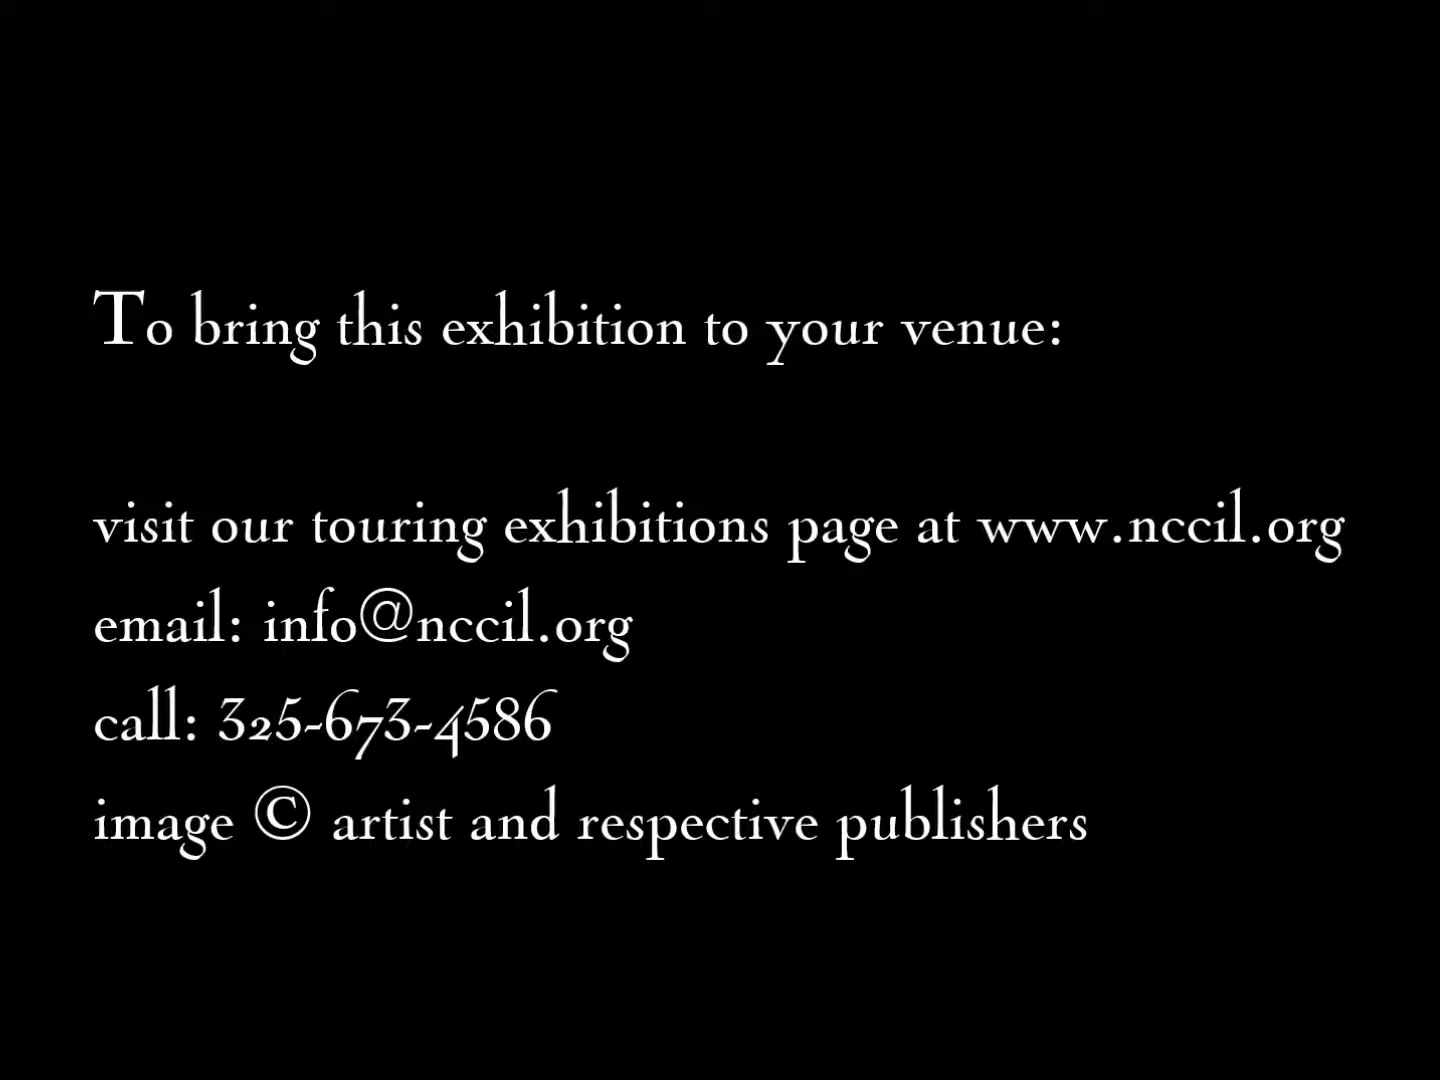 To bring this exhibition to your venue:
visit our touring exhibitions page at www.nccil.org
email: info@nccil.org
call: 325-673-4586
image © artist and respective publishers